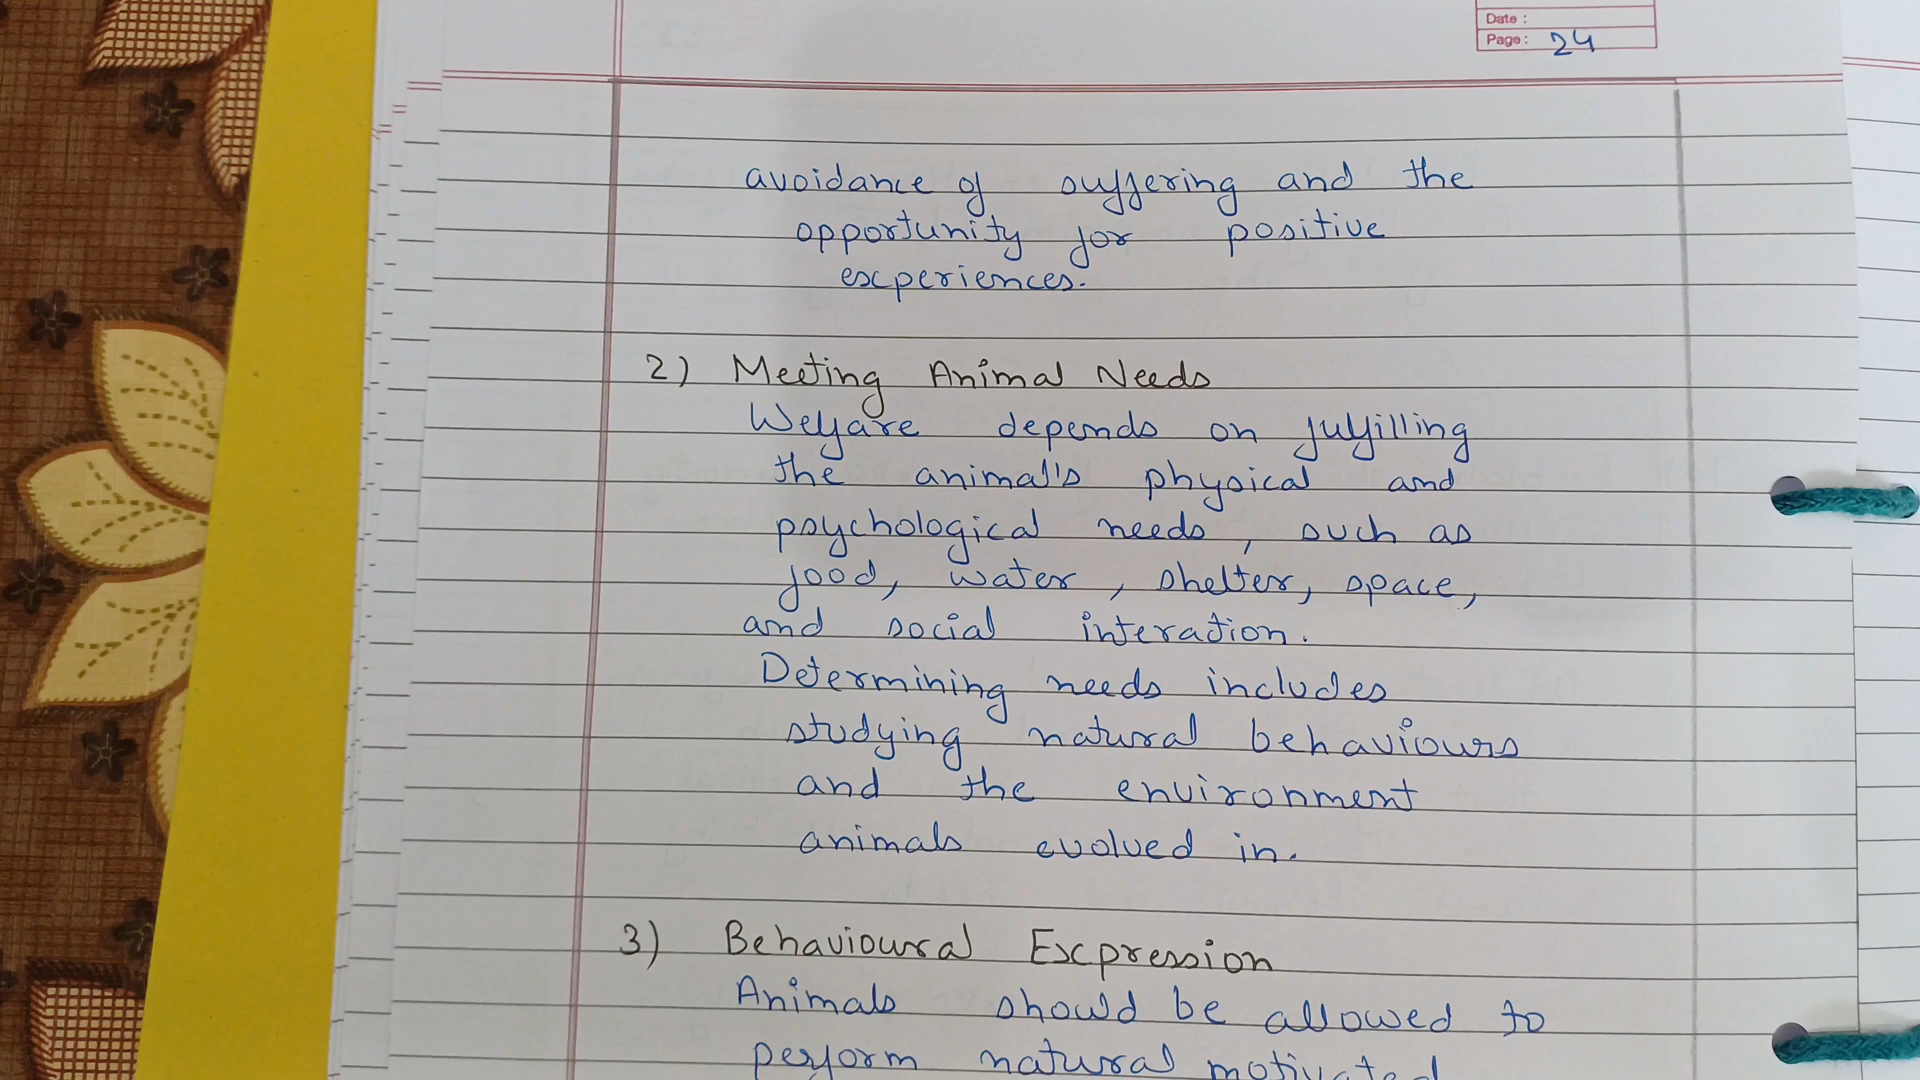 Date :
Page: 24
avoidance of suffering and the
opportunity for positive
experiences.
2) Meeting Animal Needs
Welfare depends on fulfilling
the animal's physical and
psychological needs, such as
food, water, shelter, space,
and social interaction.
Determining needs includes
studying natural behaviours
and the environment
animals evolved in.
3) Behavioural Expression
Animals should be allowed to
perform natural motivated